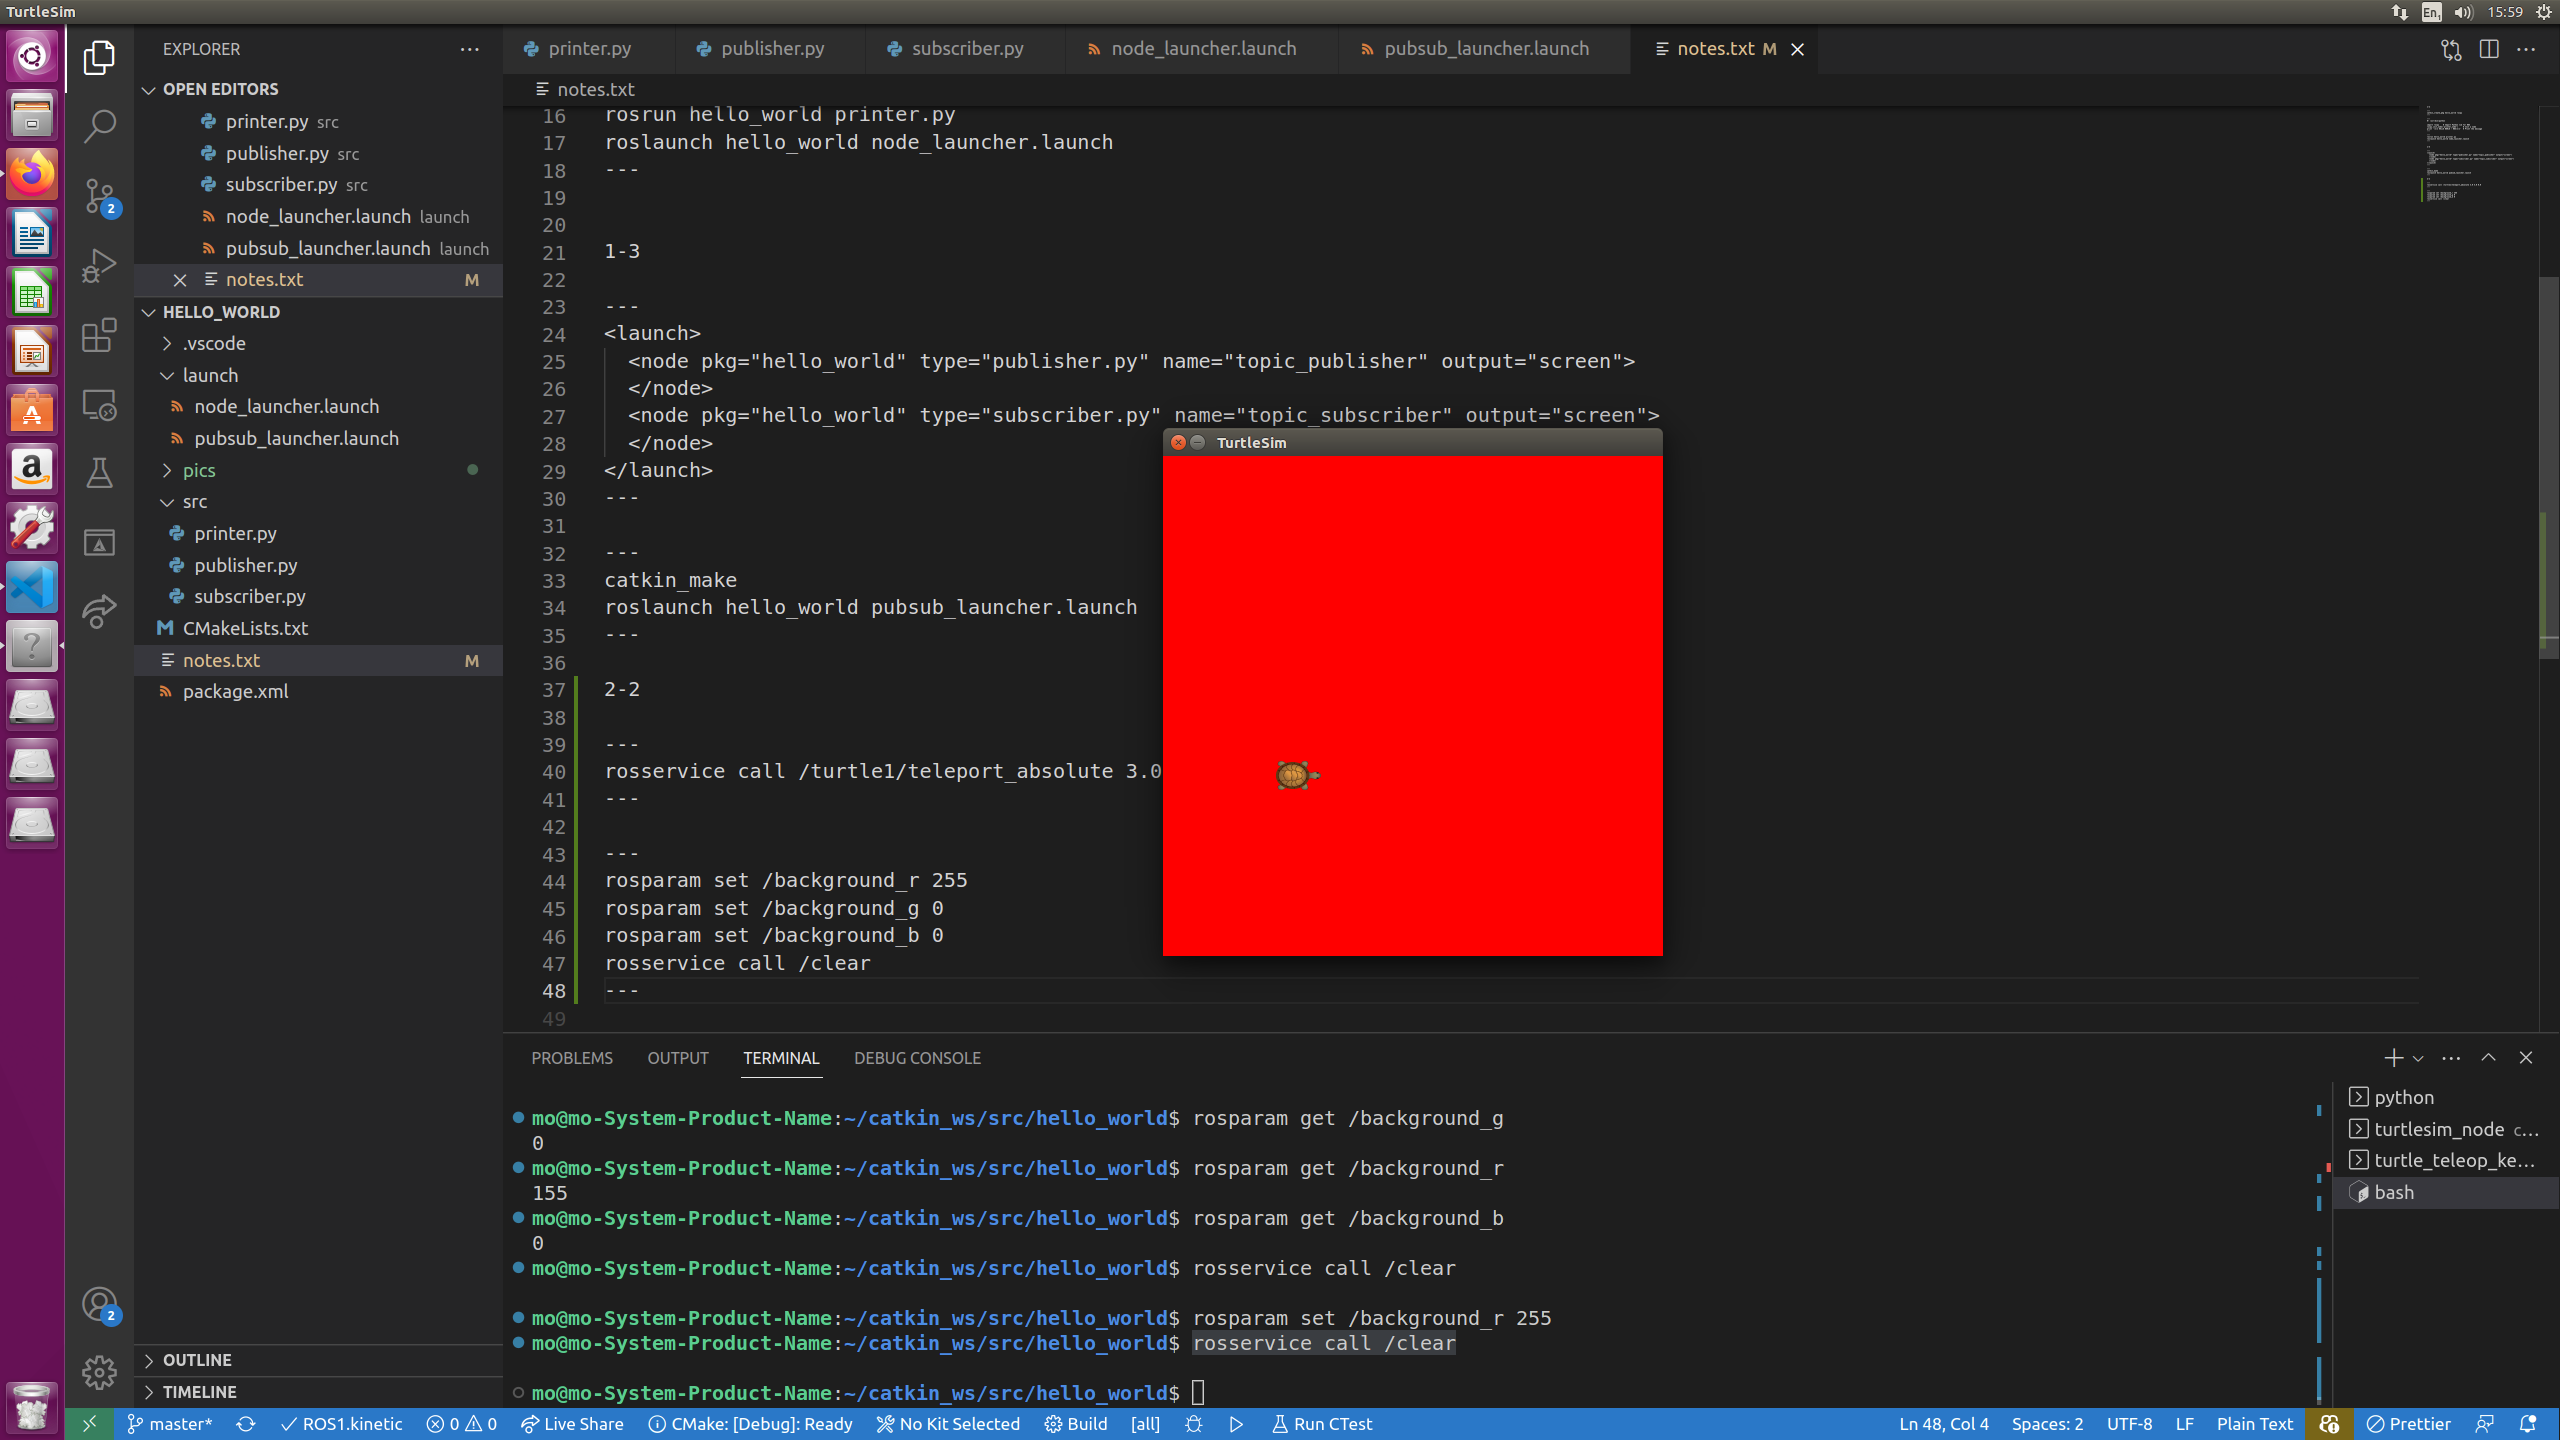 TurtleSim
En₁
15:59
EXPLORER
OPEN EDITORS
printer.py src
publisher.py src
subscriber.py src
node_launcher.launch launch
pubsub_launcher.launch launch
notes.txt M
HELLO_WORLD
.vscode
launch
node_launcher.launch
pubsub_launcher.launch
pics
src
printer.py
publisher.py
subscriber.py
CMakeLists.txt
notes.txt M
package.xml
OUTLINE
TIMELINE
2
2
printer.py publisher.py subscriber.py node_launcher.launch pubsub_launcher.launch notes.txt M
notes.txt
16 rosrun hello_world printer.py
17 roslaunch hello_world node_launcher.launch
18 ---
19
20
21 1-3
22
23 ---
24 <launch>
25 <node pkg="hello_world" type="publisher.py" name="topic_publisher" output="screen">
26 </node>
27 <node pkg="hello_world" type="subscriber.py" name="topic_subscriber" output="screen">
28 </node>
29 </launch>
30 ---
31
32 ---
33 catkin_make
34 roslaunch hello_world pubsub_launcher.launch
35 ---
36
37 2-2
38
39 ---
40 rosservice call /turtle1/teleport_absolute 3.0
41 ---
42
43 ---
44 rosparam set /background_r 255
45 rosparam set /background_g 0
46 rosparam set /background_b 0
47 rosservice call /clear
48 ---
49
TurtleSim
PROBLEMS OUTPUT TERMINAL DEBUG CONSOLE
mo@mo-System-Product-Name:~/catkin_ws/src/hello_world$ rosparam get /background_g
0
mo@mo-System-Product-Name:~/catkin_ws/src/hello_world$ rosparam get /background_r
155
mo@mo-System-Product-Name:~/catkin_ws/src/hello_world$ rosparam get /background_b
0
mo@mo-System-Product-Name:~/catkin_ws/src/hello_world$ rosservice call /clear
mo@mo-System-Product-Name:~/catkin_ws/src/hello_world$ rosparam set /background_r 255
mo@mo-System-Product-Name:~/catkin_ws/src/hello_world$ rosservice call /clear
mo@mo-System-Product-Name:~/catkin_ws/src/hello_world$
python
turtlesim_node c...
turtle_teleop_ke...
bash
master* ROS1.kinetic 0 0 Live Share CMake: [Debug]: Ready No Kit Selected Build [all] Run CTest Ln 48, Col 4 Spaces: 2 UTF-8 LF Plain Text Prettier